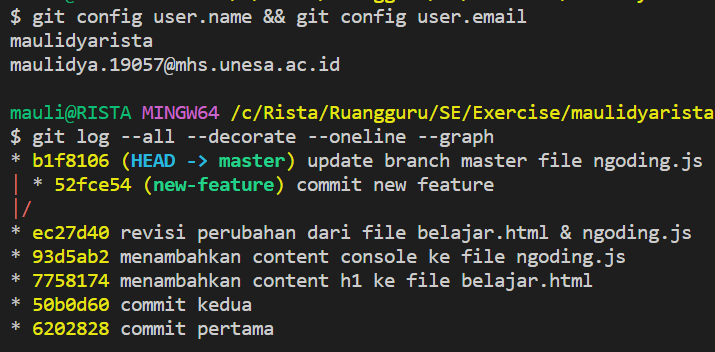 $ git config user.name && git config user.email
maulidyarista
maulidya.19057@mhs.unesa.ac.id
mauli@RISTA MINGW64 /c/Rista/Ruangguru/SE/Exercise/maulidyarista
$ git log --all --decorate --oneline --graph
* b1f8106 (HEAD -> master) update branch master file ngoding.js
| * 52fce54 (new-feature) commit new feature
|/
* ec27d40 revisi perubahan dari file belajar.html & ngoding.js
* 93d5ab2 menambahkan content console ke file ngoding.js
* 7758174 menambahkan content h1 ke file belajar.html
* 50b0d60 commit kedua
* 6202828 commit pertama